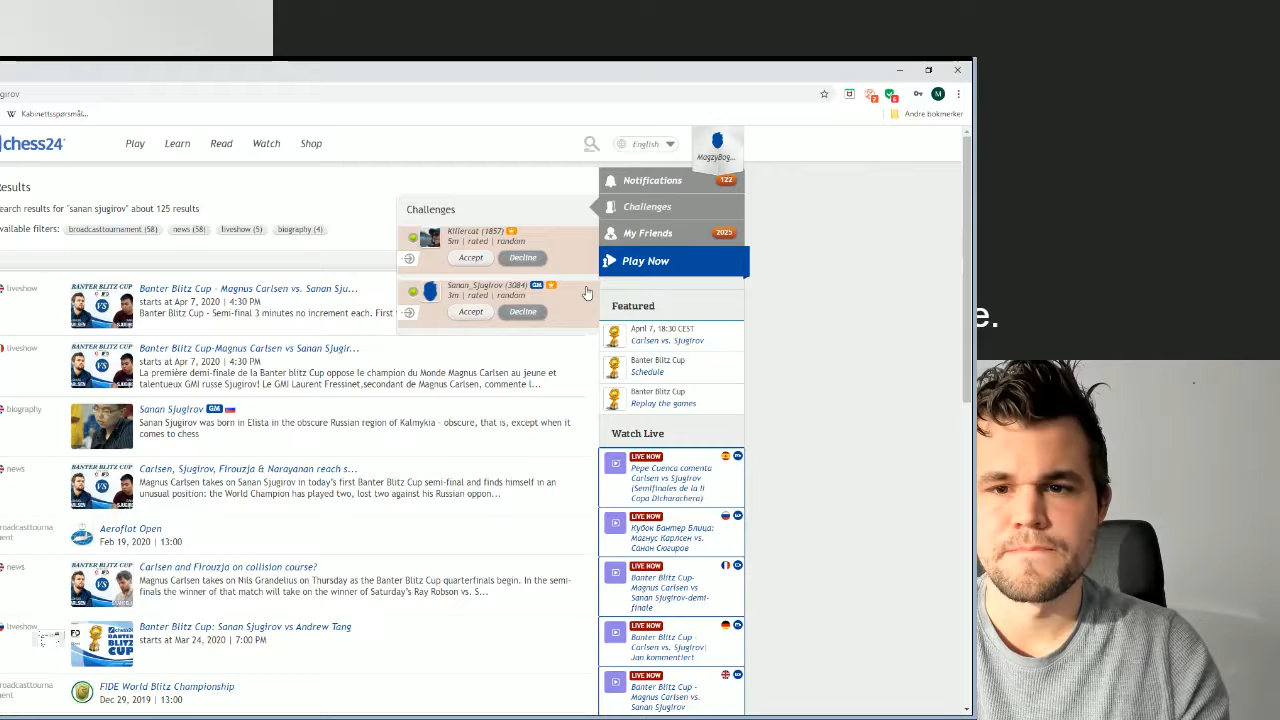 girov
Kabinettsspørsmål...
Andre bokmerker
chess24
Play Learn Read Watch Shop
English
MagzyBog...
Results
earch results for "sanan sjugirov" about 125 results
vailable filters: broadcasttournament (58) news (58) liveshow (5) biography (4)
Challenges
Killercat (1857)
5m | rated | random
Accept Decline
Sanan_Sjugirov (3084) GM
3m | rated | random
Accept Decline
Notifications 122
Challenges
My Friends 2025
Play Now
liveshow
Banter Blitz Cup - Magnus Carlsen vs. Sanan Sju...
starts at Apr 7, 2020 | 4:30 PM
Banter Blitz Cup - Semi-final 3 minutes no increment each. First
liveshow
Banter Blitz Cup-Magnus Carlsen vs Sanan Sjugir...
starts at Apr 7, 2020 | 4:30 PM
La première demi-finale de la Banter blitz Cup oppose le champion du Monde Magnus Carlsen au jeune et
talentueux GMI russe Sjugirov! Le GMI Laurent Fressinet,secondant de Magnus Carlsen, commente l...
biography
Sanan Sjugirov GM
Sanan Sjugirov was born in Elista in the obscure Russian region of Kalmykia - obscure, that is, except when it
comes to chess
news
Carlsen, Sjugirov, Firouzja & Narayanan reach s...
Magnus Carlsen takes on Sanan Sjugirov in today's first Banter Blitz Cup semi-final and finds himself in an
unusual position: the World Champion has played two, lost two against his Russian oppon...
roadcasttourna
ment
Aeroflot Open
Feb 19, 2020 | 13:00
news
Carlsen and Firouzja on collision course?
Magnus Carlsen takes on Nils Grandelius on Thursday as the Banter Blitz Cup quarterfinals begin. In the semi-
finals the winner of that match will take on the winner of Saturday's Ray Robson vs. S...
liveshow
Banter Blitz Cup: Sanan Sjugirov vs Andrew Tang
starts at Mar 24, 2020 | 7:00 PM
roadcasttourna
ment
FIDE World Blitz Championship
Dec 29, 2019 | 13:00
Featured
April 7, 18:30 CEST
Carlsen vs. Sjugirov
Banter Blitz Cup
Schedule
Banter Blitz Cup
Replay the games
Watch Live
LIVE NOW
Pepe Cuenca comenta
Carlsen vs Sjugirov
(Semifinales de la II
Copa Dicharachera)
LIVE NOW
Кубок Бантер Блица:
Магнус Карлсен vs.
Санан Сюгиров
LIVE NOW
Banter Blitz Cup-
Magnus Carlsen vs
Sanan Sjugirov-demi-
finale
LIVE NOW
Banter Blitz Cup -
Carlsen vs. Sjugirov|
Jan kommentiert
LIVE NOW
Banter Blitz Cup -
Magnus Carlsen vs.
Sanan Sjugirov
e.